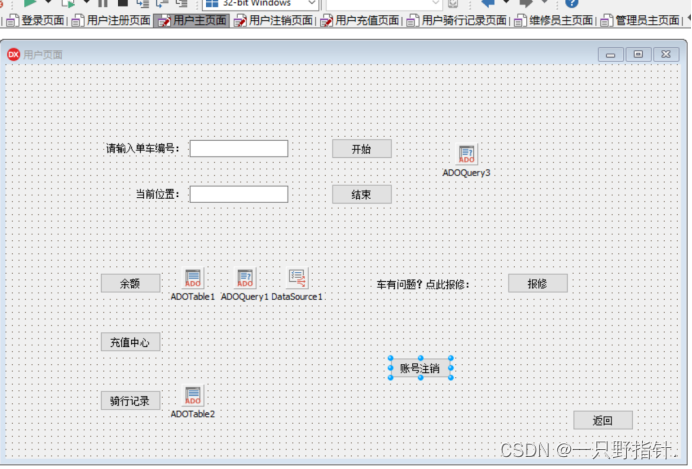 32-bit Windows
登录页面 用户注册页面 用户主页面 用户注销页面 用户充值页面 用户骑行记录页面 维修员主页面 管理员主页面
DX 用户页面
请输入单车编号： 开始
ADO
ADOQuery3
当前位置： 结束
余额 ADO ADO 车有问题？点此报修： 报修
ADOTable1 ADOQuery1 DataSource1
充值中心
账号注销
骑行记录 ADO
ADOTable2
返回
CSDN @一只野指针.